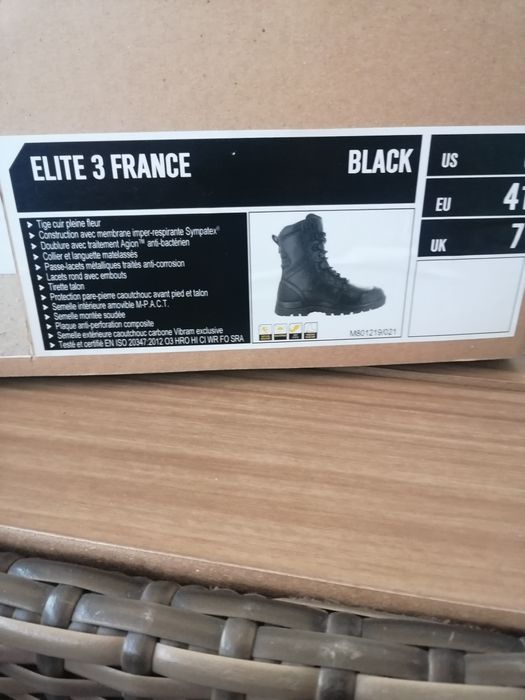 ELITE 3 FRANCE
BLACK
► Tige cuir pleine fleur
► Construction avec membrane imper-respirante Sympatex®
► Doublure avec traitement Agion™ anti-bactérien
► Collier et languette matelassés
► Passe-lacets métalliques traités anti-corrosion
► Lacets rond avec embouts
► Tirette talon
► Protection pare-pierre caoutchouc avant pied et talon
► Semelle intérieure amovible M-P.A.C.T.
► Semelle montée soudée
► Plaque anti-perforation composite
► Semelle extérieure caoutchouc carbone Vibram exclusive
► Testé et certifié EN ISO 20347:2012 O3 HRO HI CI WR FO SRA
M801219/021
US
EU 41
UK 7